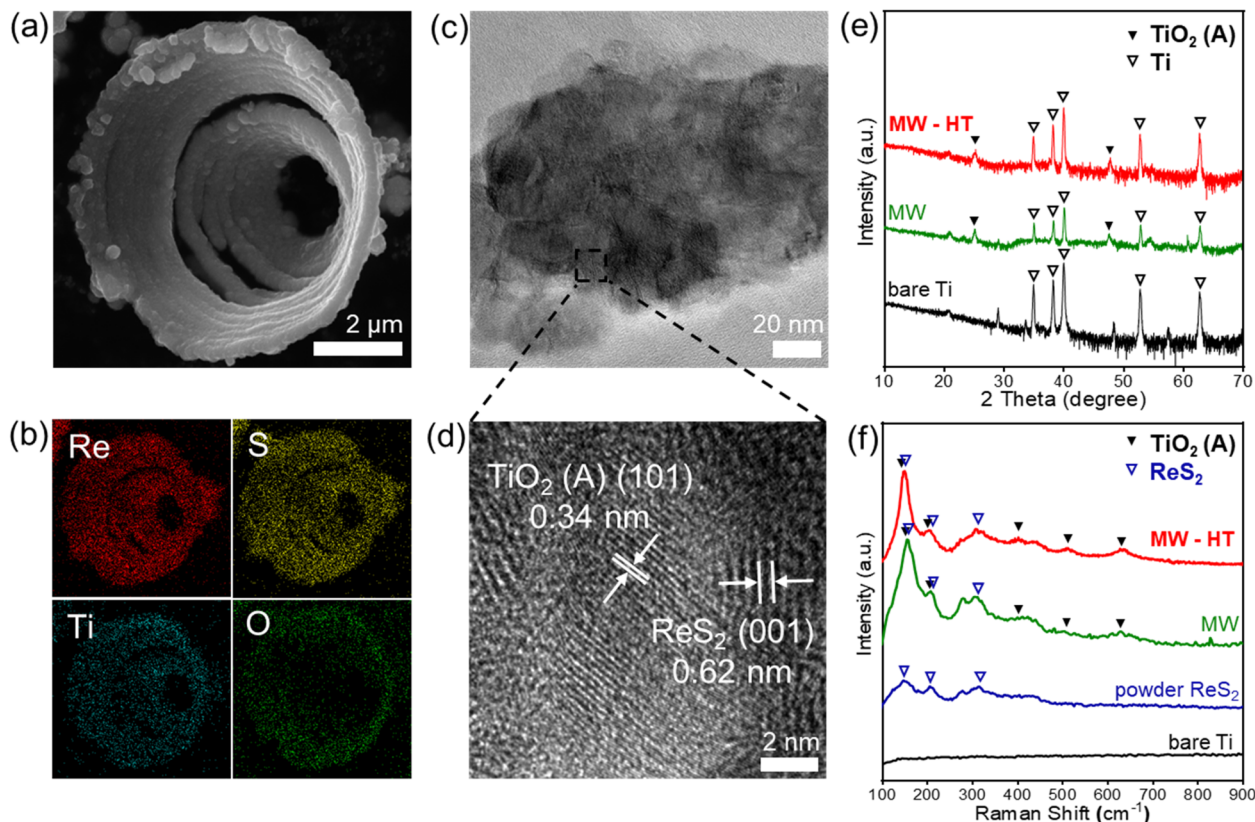 (a)
2 µm
(b)
Re
S
Ti
O
(c)
20 nm
(d)
TiO₂ (A) (101)
0.34 nm
ReS₂ (001)
0.62 nm
2 nm
(e)
TiO₂ (A)
Ti
MW - HT
MW
bare Ti
Intensity (a.u.)
10 20 30 40 50 60 70
2 Theta (degree)
(f)
TiO₂ (A)
ReS₂
MW - HT
MW
powder ReS₂
bare Ti
Intensity (a.u.)
100 200 300 400 500 600 700 800 900
Raman Shift (cm⁻¹)